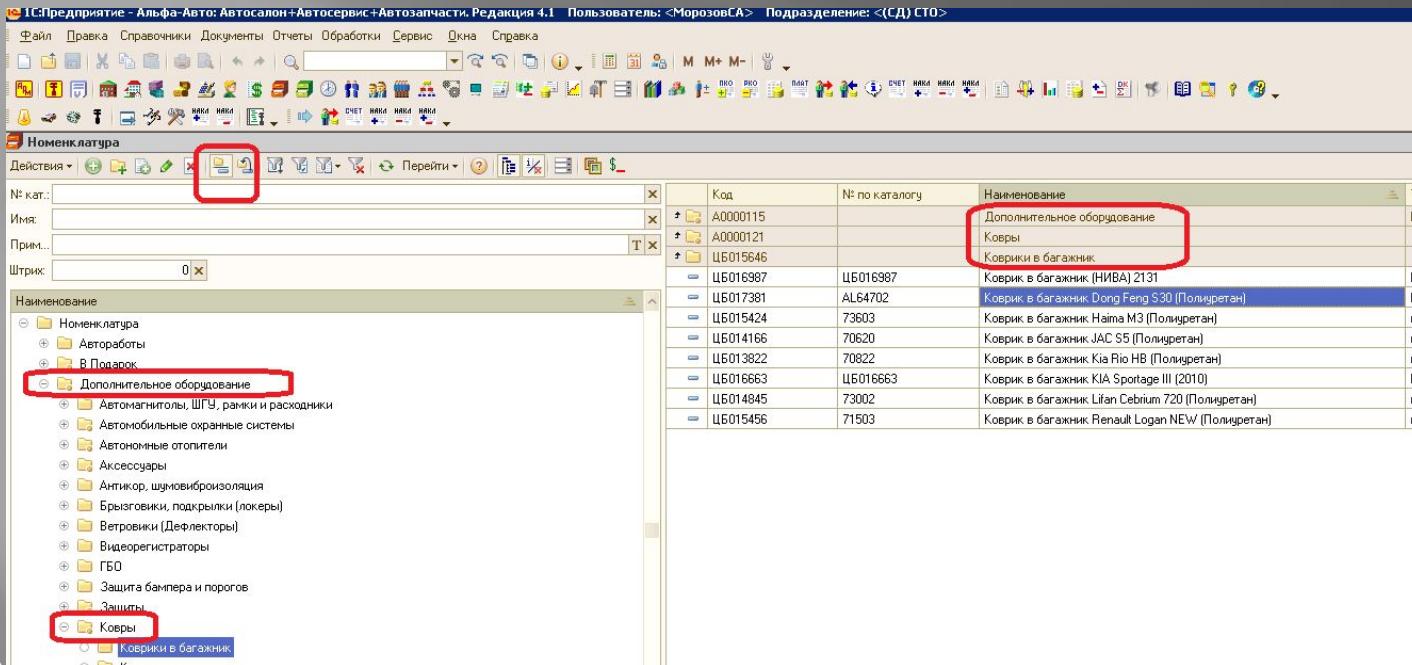 1С:Предприятие - Альфа-Авто: Автосалон+Автосервис+Автозапчасти. Редакция 4.1 Пользователь: <МорозовСА> Подразделение: <(СД) СТО>
Файл Правка Справочники Документы Отчеты Обработки Сервис Окна Справка
M M+ M-
Номенклатура
Действия Перейти
№ кат.:
Имя:
Прим...
T
Штрих: 0
Код № по каталогу Наименование
А0000115 Дополнительное оборудование
А0000121 Ковры
ЦБ015646 Коврики в багажник
ЦБ016987 ЦБ016987 Коврик в багажник (НИВА) 2131
ЦБ017381 AL64702 Коврик в багажник Dong Feng S30 (Полиуретан)
ЦБ015424 73603 Коврик в багажник Haima M3 (Полиуретан)
ЦБ014166 70620 Коврик в багажник JAC S5 (Полиуретан)
ЦБ013822 70822 Коврик в багажник Kia Rio HB (Полиуретан)
ЦБ016663 ЦБ016663 Коврик в багажник KIA Sportage III (2010)
ЦБ014845 73002 Коврик в багажник Lifan Cebrium 720 (Полиуретан)
ЦБ015456 71503 Коврик в багажник Renault Logan NEW (Полиуретан)
Наименование
Номенклатура
Автоработы
В Подарок
Дополнительное оборудование
Автомагнитолы, ШГУ, рамки и расходники
Автомобильные охранные системы
Автономные отопители
Аксессуары
Антикор, шумовиброизоляция
Брызговики, подкрылки (локеры)
Ветровики (Дефлекторы)
Видеорегистраторы
ГБО
Защита бампера и порогов
Защиты
Ковры
Коврики в багажник